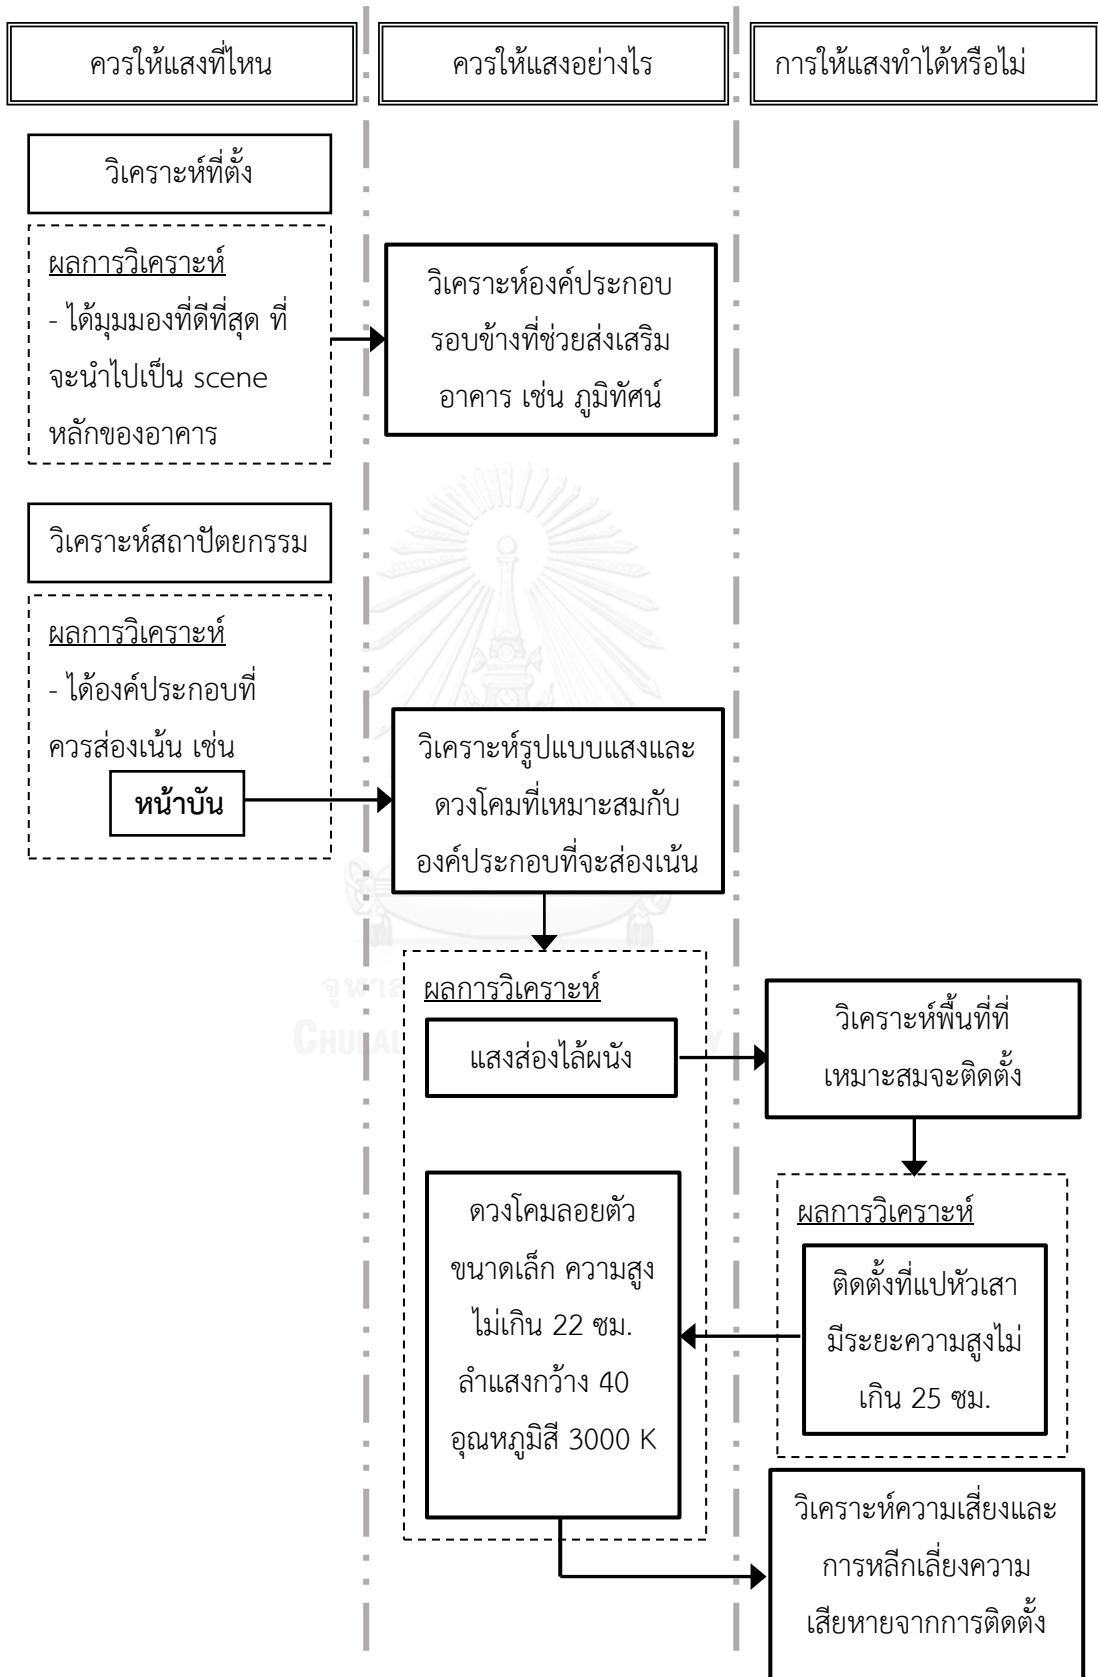 ควรให้แสงที่ไหน
ควรให้แสงอย่างไร
การให้แสงทำได้หรือไม่
วิเคราะห์ที่ตั้ง
ผลการวิเคราะห์
- ได้มุมมองที่ดีที่สุด ที่
จะนำไปเป็น scene
หลักของอาคาร
วิเคราะห์องค์ประกอบ
รอบข้างที่ช่วยส่งเสริม
อาคาร เช่น ภูมิทัศน์
วิเคราะห์สถาปัตยกรรม
ผลการวิเคราะห์
- ได้องค์ประกอบที่
ควรส่องเน้น เช่น
หน้าบัน
วิเคราะห์รูปแบบแสงและ
ดวงโคมที่เหมาะสมกับ
องค์ประกอบที่จะส่องเน้น
ผลการวิเคราะห์
แสงส่องไล้ผนัง
วิเคราะห์พื้นที่ที่
เหมาะสมจะติดตั้ง
ผลการวิเคราะห์
ติดตั้งที่แปหัวเสา
มีระยะความสูงไม่
เกิน 25 ซม.
ดวงโคมลอยตัว
ขนาดเล็ก ความสูง
ไม่เกิน 22 ซม.
ลำแสงกว้าง 40
อุณหภูมิสี 3000 K
วิเคราะห์ความเสี่ยงและ
การหลีกเลี่ยงความ
เสียหายจากการติดตั้ง